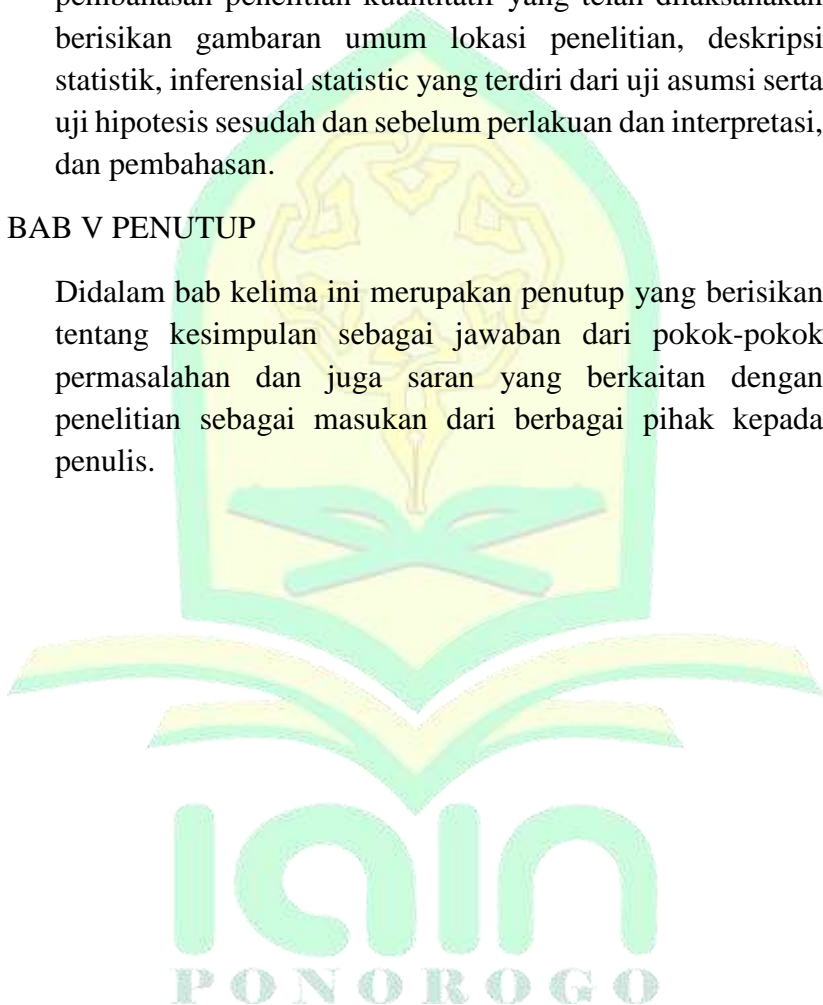 pembahasan penelitian kuantitatif yang telah dilaksanakan
berisikan gambaran umum lokasi penelitian, deskripsi
statistik, inferensial statistic yang terdiri dari uji asumsi serta
uji hipotesis sesudah dan sebelum perlakuan dan interpretasi,
dan pembahasan.
BAB V PENUTUP
Didalam bab kelima ini merupakan penutup yang berisikan
tentang kesimpulan sebagai jawaban dari pokok-pokok
permasalahan dan juga saran yang berkaitan dengan
penelitian sebagai masukan dari berbagai pihak kepada
penulis.
iain
PONOROGO